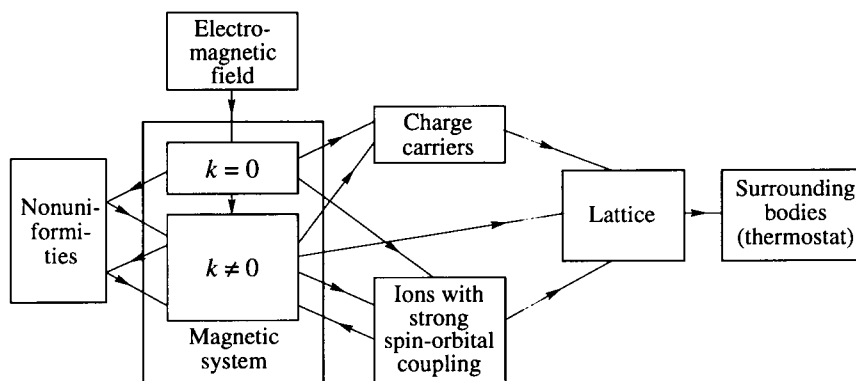 Electro-
magnetic
field
k = 0
Charge
carriers
Nonuni-
formi-
ties
k ≠ 0
Lattice
Surrounding
bodies
(thermostat)
Ions with
strong
spin-orbital
coupling
Magnetic
system